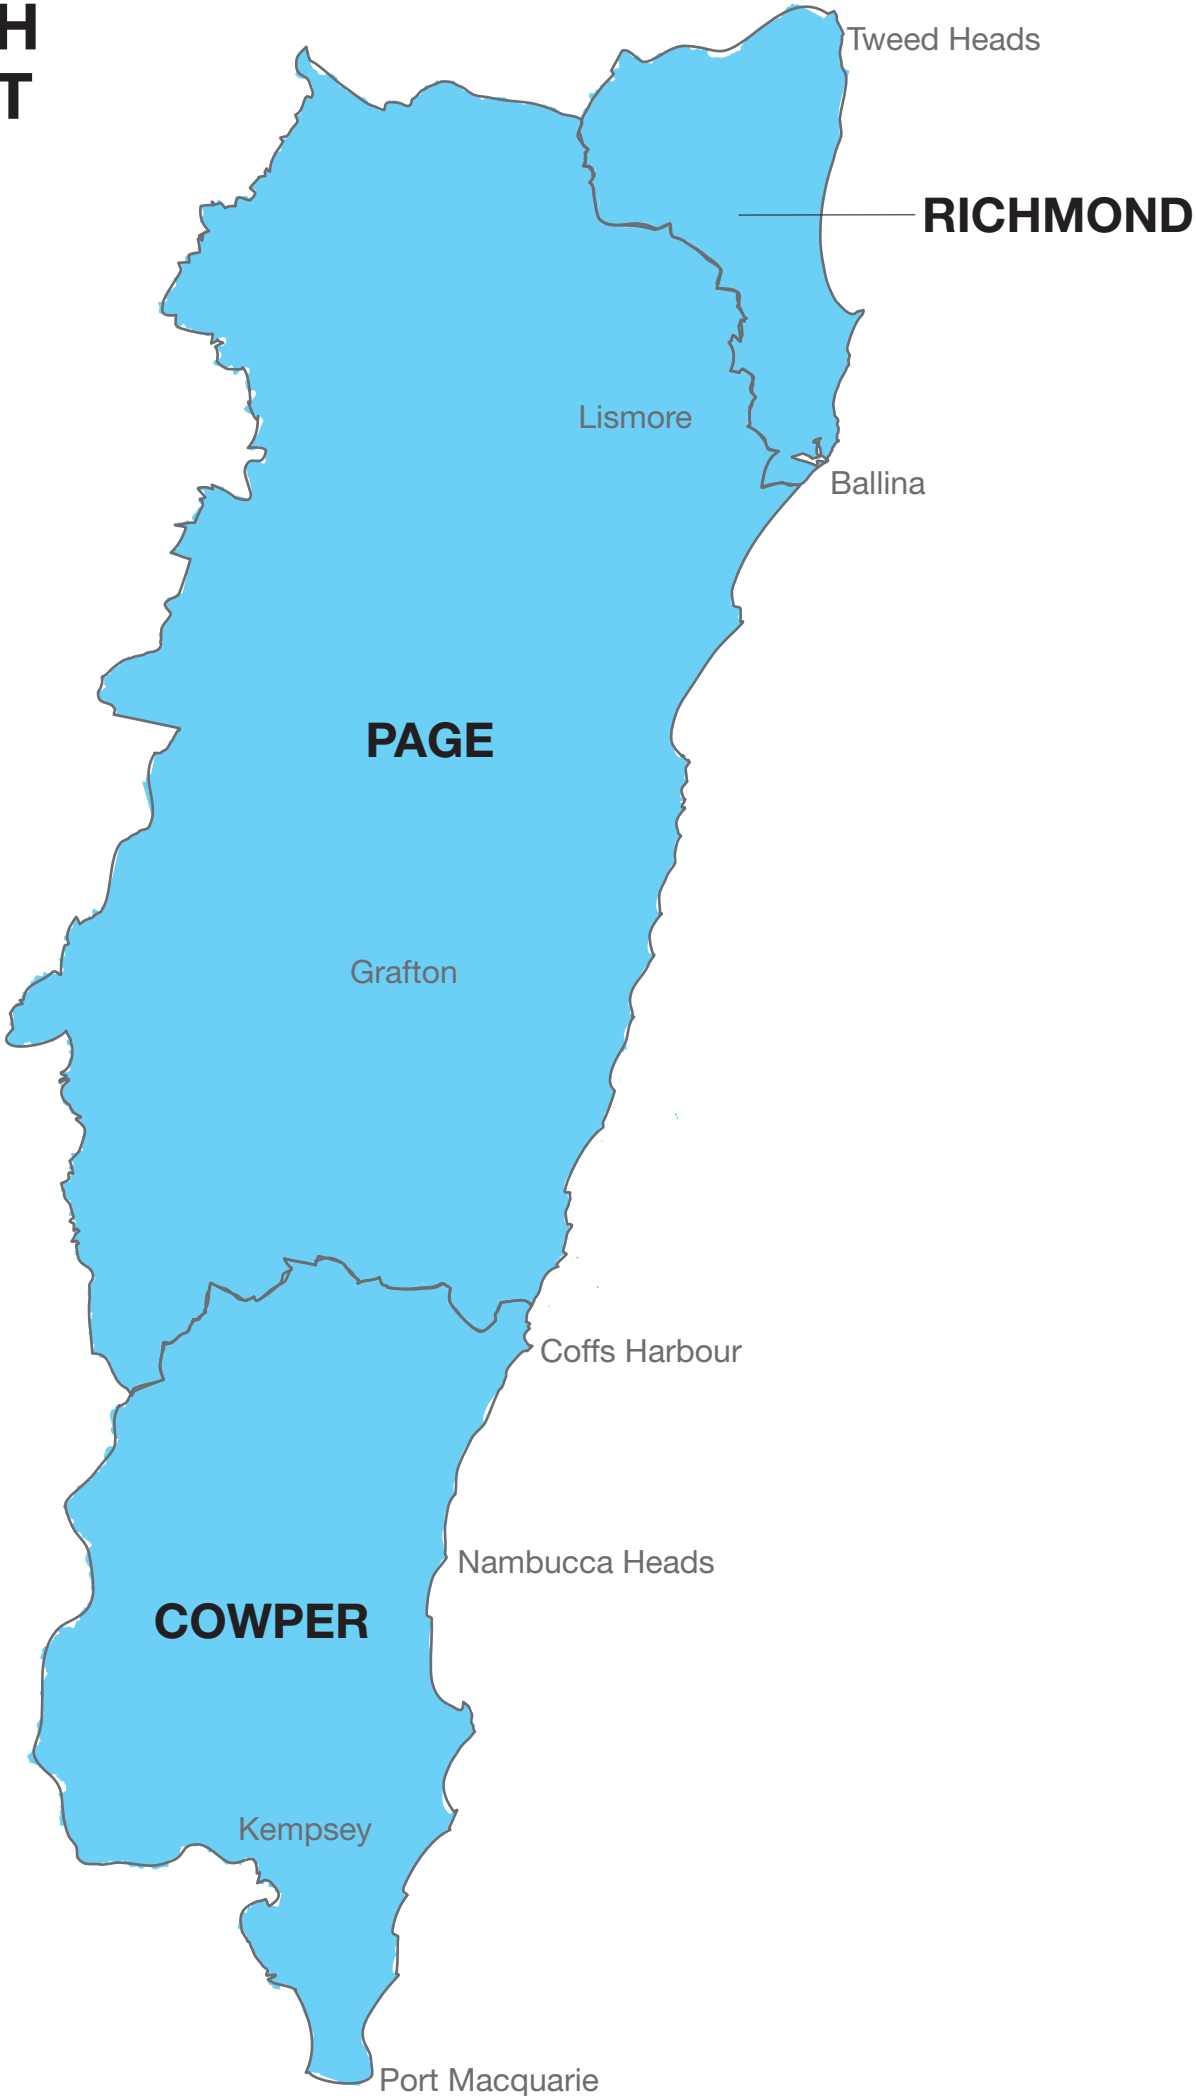 H
T
Tweed Heads
RICHMOND
Lismore
Ballina
PAGE
Grafton
Coffs Harbour
Nambucca Heads
COWPER
Kempsey
Port Macquarie